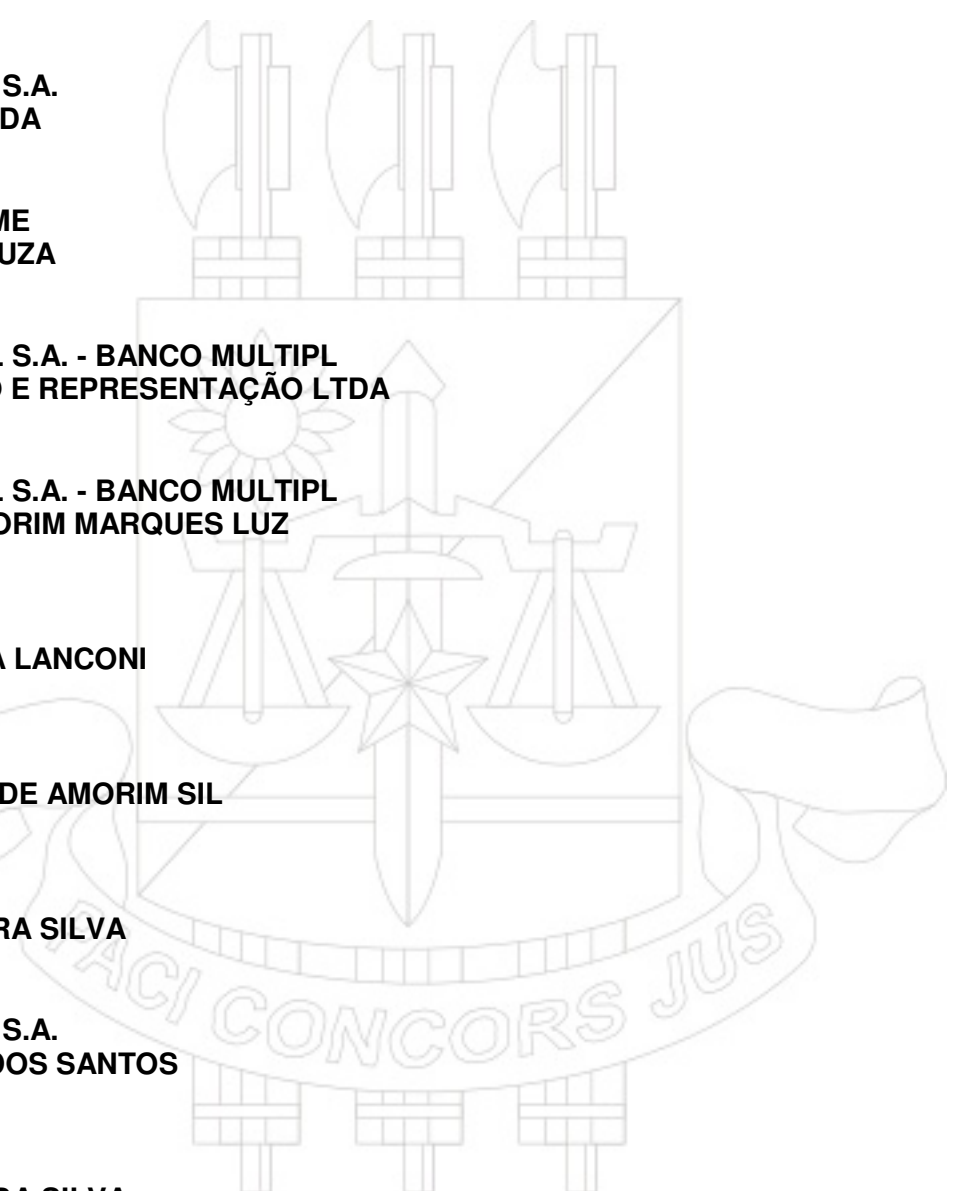 S.A.
DA
ME
UZA
S.A. - BANCO MULTIPL
E REPRESENTAÇÃO LTDA
S.A. - BANCO MULTIPL
ORIM MARQUES LUZ
A LANCONI
DE AMORIM SIL
RA SILVA
S.A.
DOS SANTOS
PACI CONCORS JUS